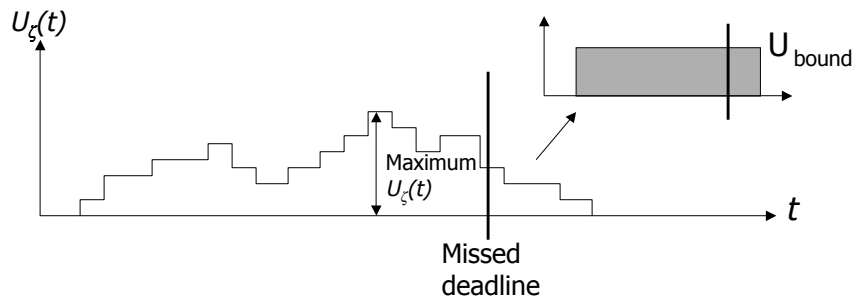 Uζ(t)
U bound
Maximum
Uζ(t)
t
Missed
deadline